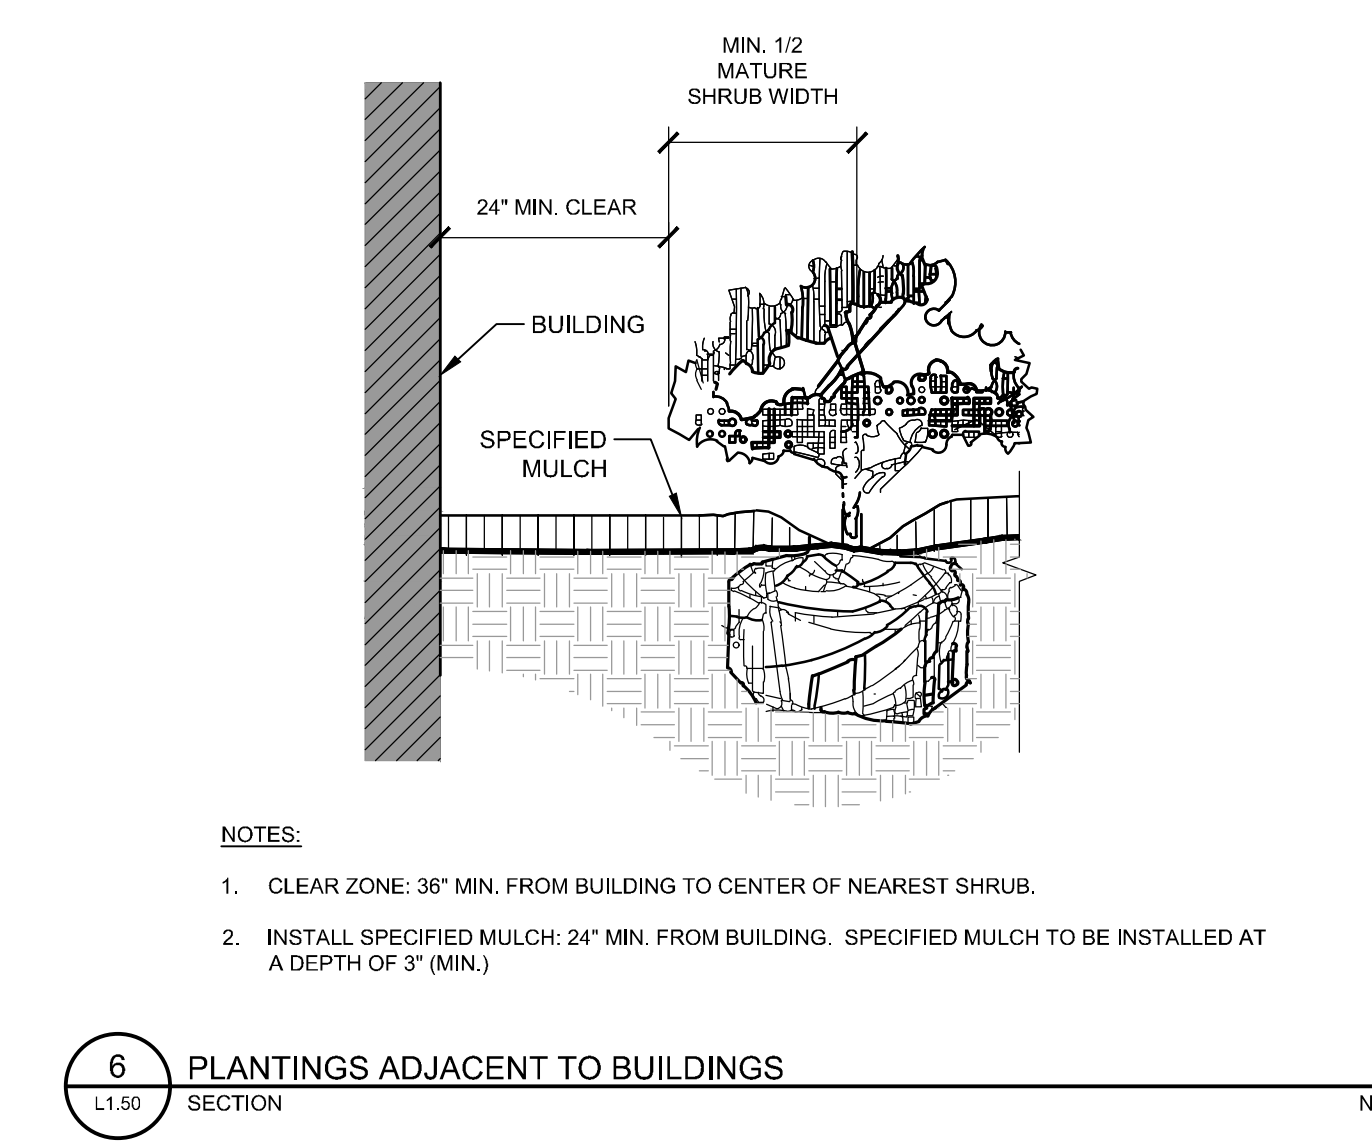 MIN. 1/2
MATURE
SHRUB WIDTH
24" MIN. CLEAR
BUILDING
SPECIFIED
MULCH
NOTES:
1. CLEAR ZONE: 36" MIN. FROM BUILDING TO CENTER OF NEAREST SHRUB.
2. INSTALL SPECIFIED MULCH: 24" MIN. FROM BUILDING. SPECIFIED MULCH TO BE INSTALLED AT
A DEPTH OF 3" (MIN.)
6
PLANTINGS ADJACENT TO BUILDINGS
L1.50
SECTION
N